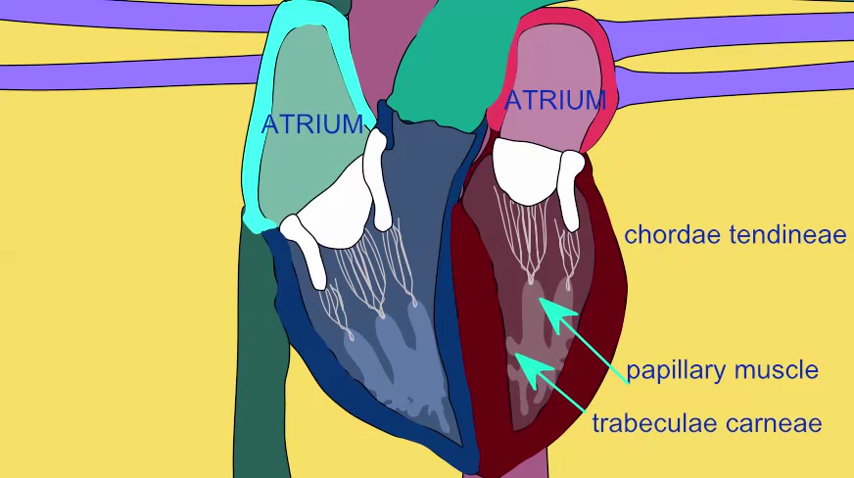 ATRIUM
ATRIUM
chordae tendineae
papillary muscle
trabeculae carneae